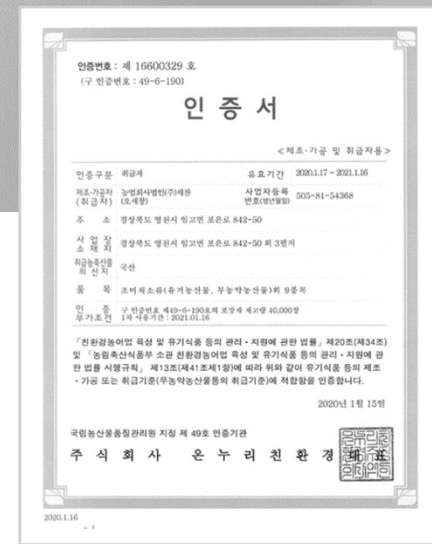 인증번호 : 제 16600329 호
(구 인증번호 : 49-6-190)
인 증 서
<제조·가공 및 취급자용>
인증구분 취급자 유효기간 2020.1.17 ~ 2021.1.16
제조·가공자 (취급자) 농업회사법인(주)세찬 (오세창) 사업자등록 번호(생년월일) 505-81-54368
주 소 경상북도 영천시 임고면 포은로 842-50
사 업 장 소 재 지 경상북도 영천시 임고면 포은로 842-50 외 3필지
취급농축산물 의 산지 국산
품 목 조미채소류(유기농산물, 무농약농산물)외 9품목
인 증 부가조건 구 인증번호 제49-6-190호의 포장재 재고량 40,000장
1차 사용기간 : 2021.01.16
「친환경농어업 육성 및 유기식품 등의 관리·지원에 관한 법률」 제20조(제34조)
및 「농림축산식품부 소관 친환경농어업 육성 및 유기식품 등의 관리·지원에 관
한 법률 시행규칙」 제13조(제41조제1항)에 따라 위와 같이 유기식품 등의 제조
·가공 또는 취급기준(무농약농산물등의 취급기준)에 적합함을 인증합니다.
2020년 1월 15일
국립농산물품질관리원 지정 제 49호 인증기관
주 식 회 사 온 누 리 친 환 경 대 표
2020.1.16